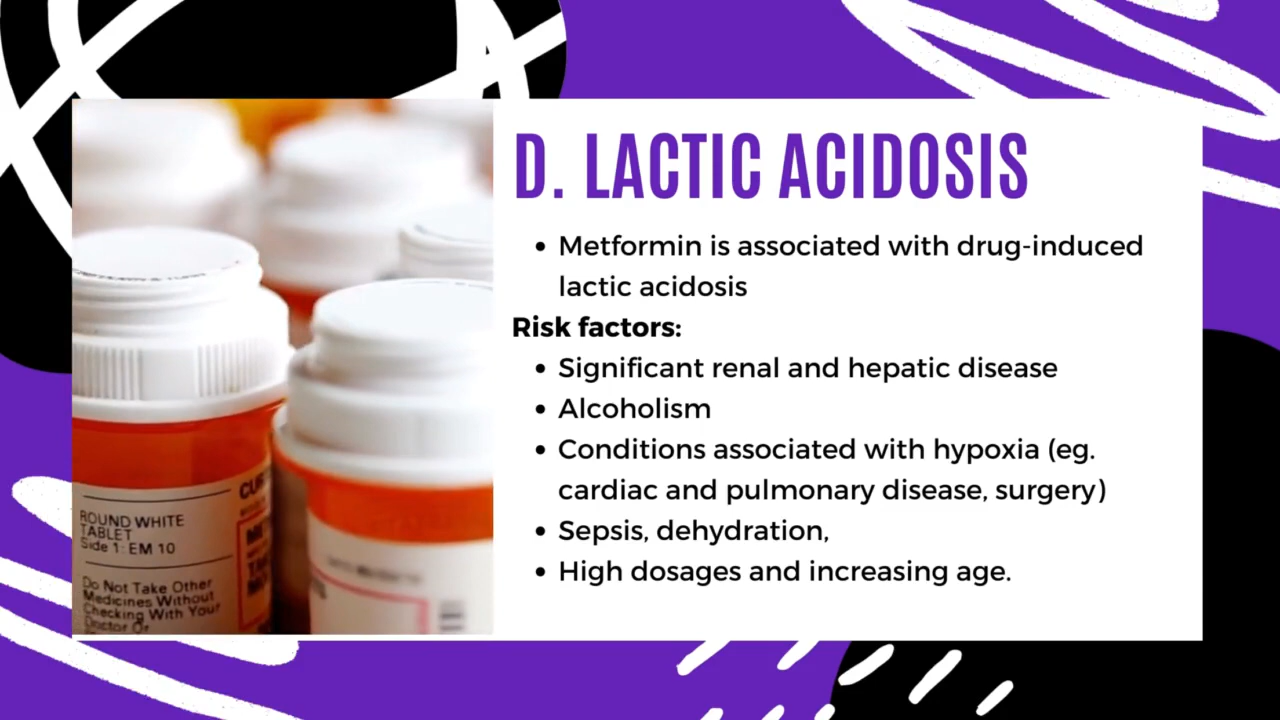 D. LACTIC ACIDOSIS
• Metformin is associated with drug-induced
lactic acidosis
Risk factors:
• Significant renal and hepatic disease
• Alcoholism
• Conditions associated with hypoxia (eg.
cardiac and pulmonary disease, surgery)
• Sepsis, dehydration,
• High dosages and increasing age.
ROUND WHITE
TABLET
Side 1: EM 10
Do Not Take Other
Medicines Without
Checking With Your
Doctor Or